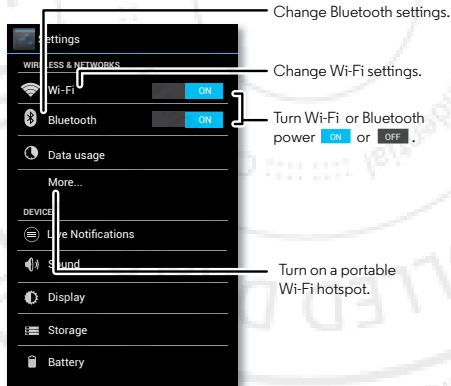 Change Bluetooth settings.
Settings
WIRELESS & NETWORKS
Wi-Fi
ON
Change Wi-Fi settings.
Bluetooth
ON
Turn Wi-Fi or Bluetooth
power ON or OFF .
Data usage
More...
DEVICE
Live Notifications
Sound
Turn on a portable
Wi-Fi hotspot.
Display
Storage
Battery